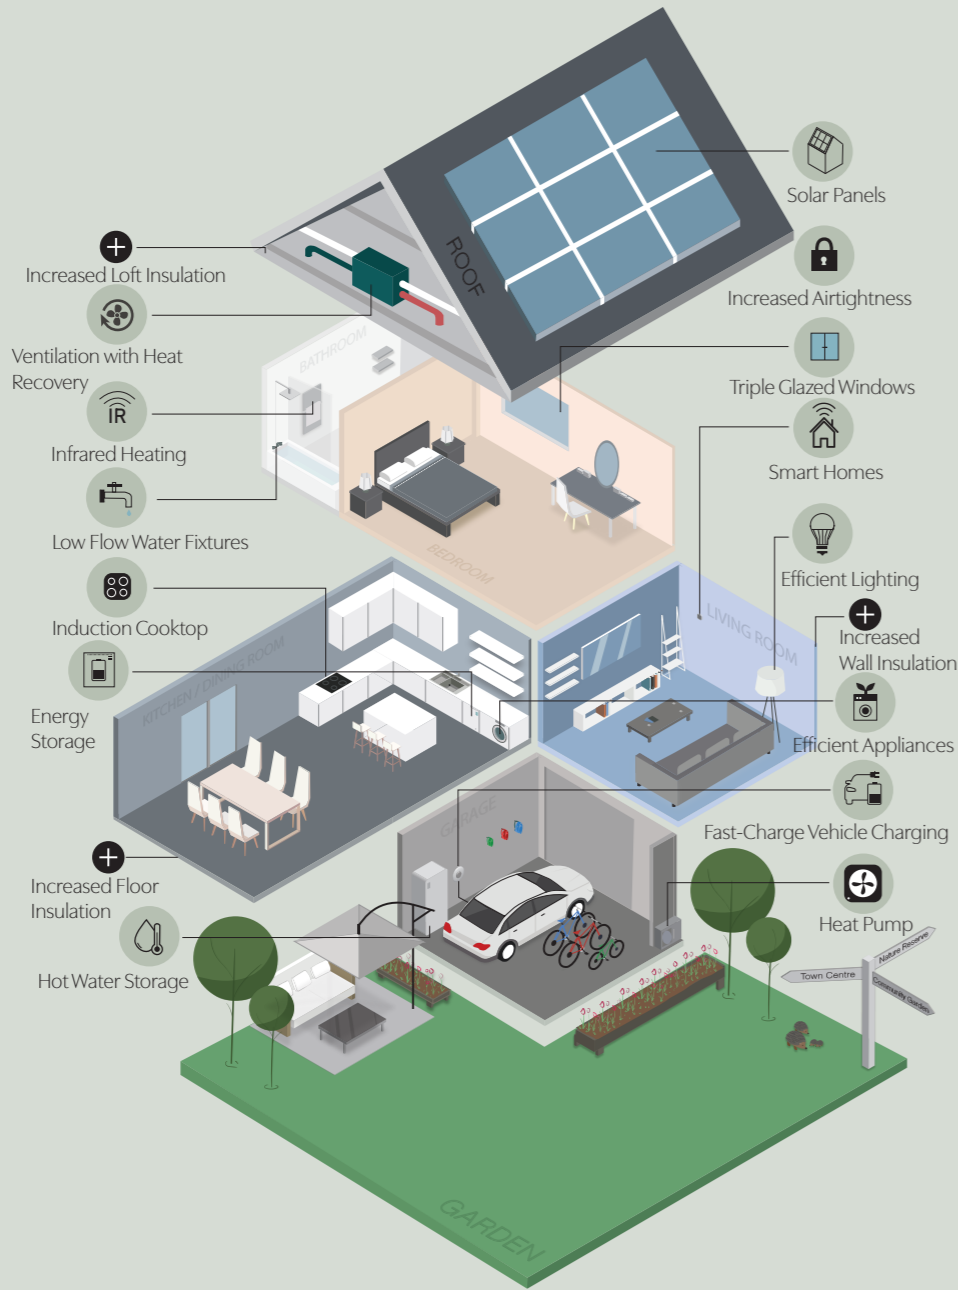 Solar Panels
ROOF
Increased Loft Insulation
Increased Airtightness
Ventilation with Heat
Recovery
BATHROOM
Triple Glazed Windows
IR
Infrared Heating
Smart Homes
Low Flow Water Fixtures
BEDROOM
Efficient Lighting
Induction Cooktop
LIVING ROOM
Increased
Wall Insulation
KITCHEN / DINING ROOM
Energy
Storage
Efficient Appliances
GARAGE
Fast-Charge Vehicle Charging
Increased Floor
Insulation
Heat Pump
Hot Water Storage
Nature Reserve
Town Centre
Community Garden
GARDEN